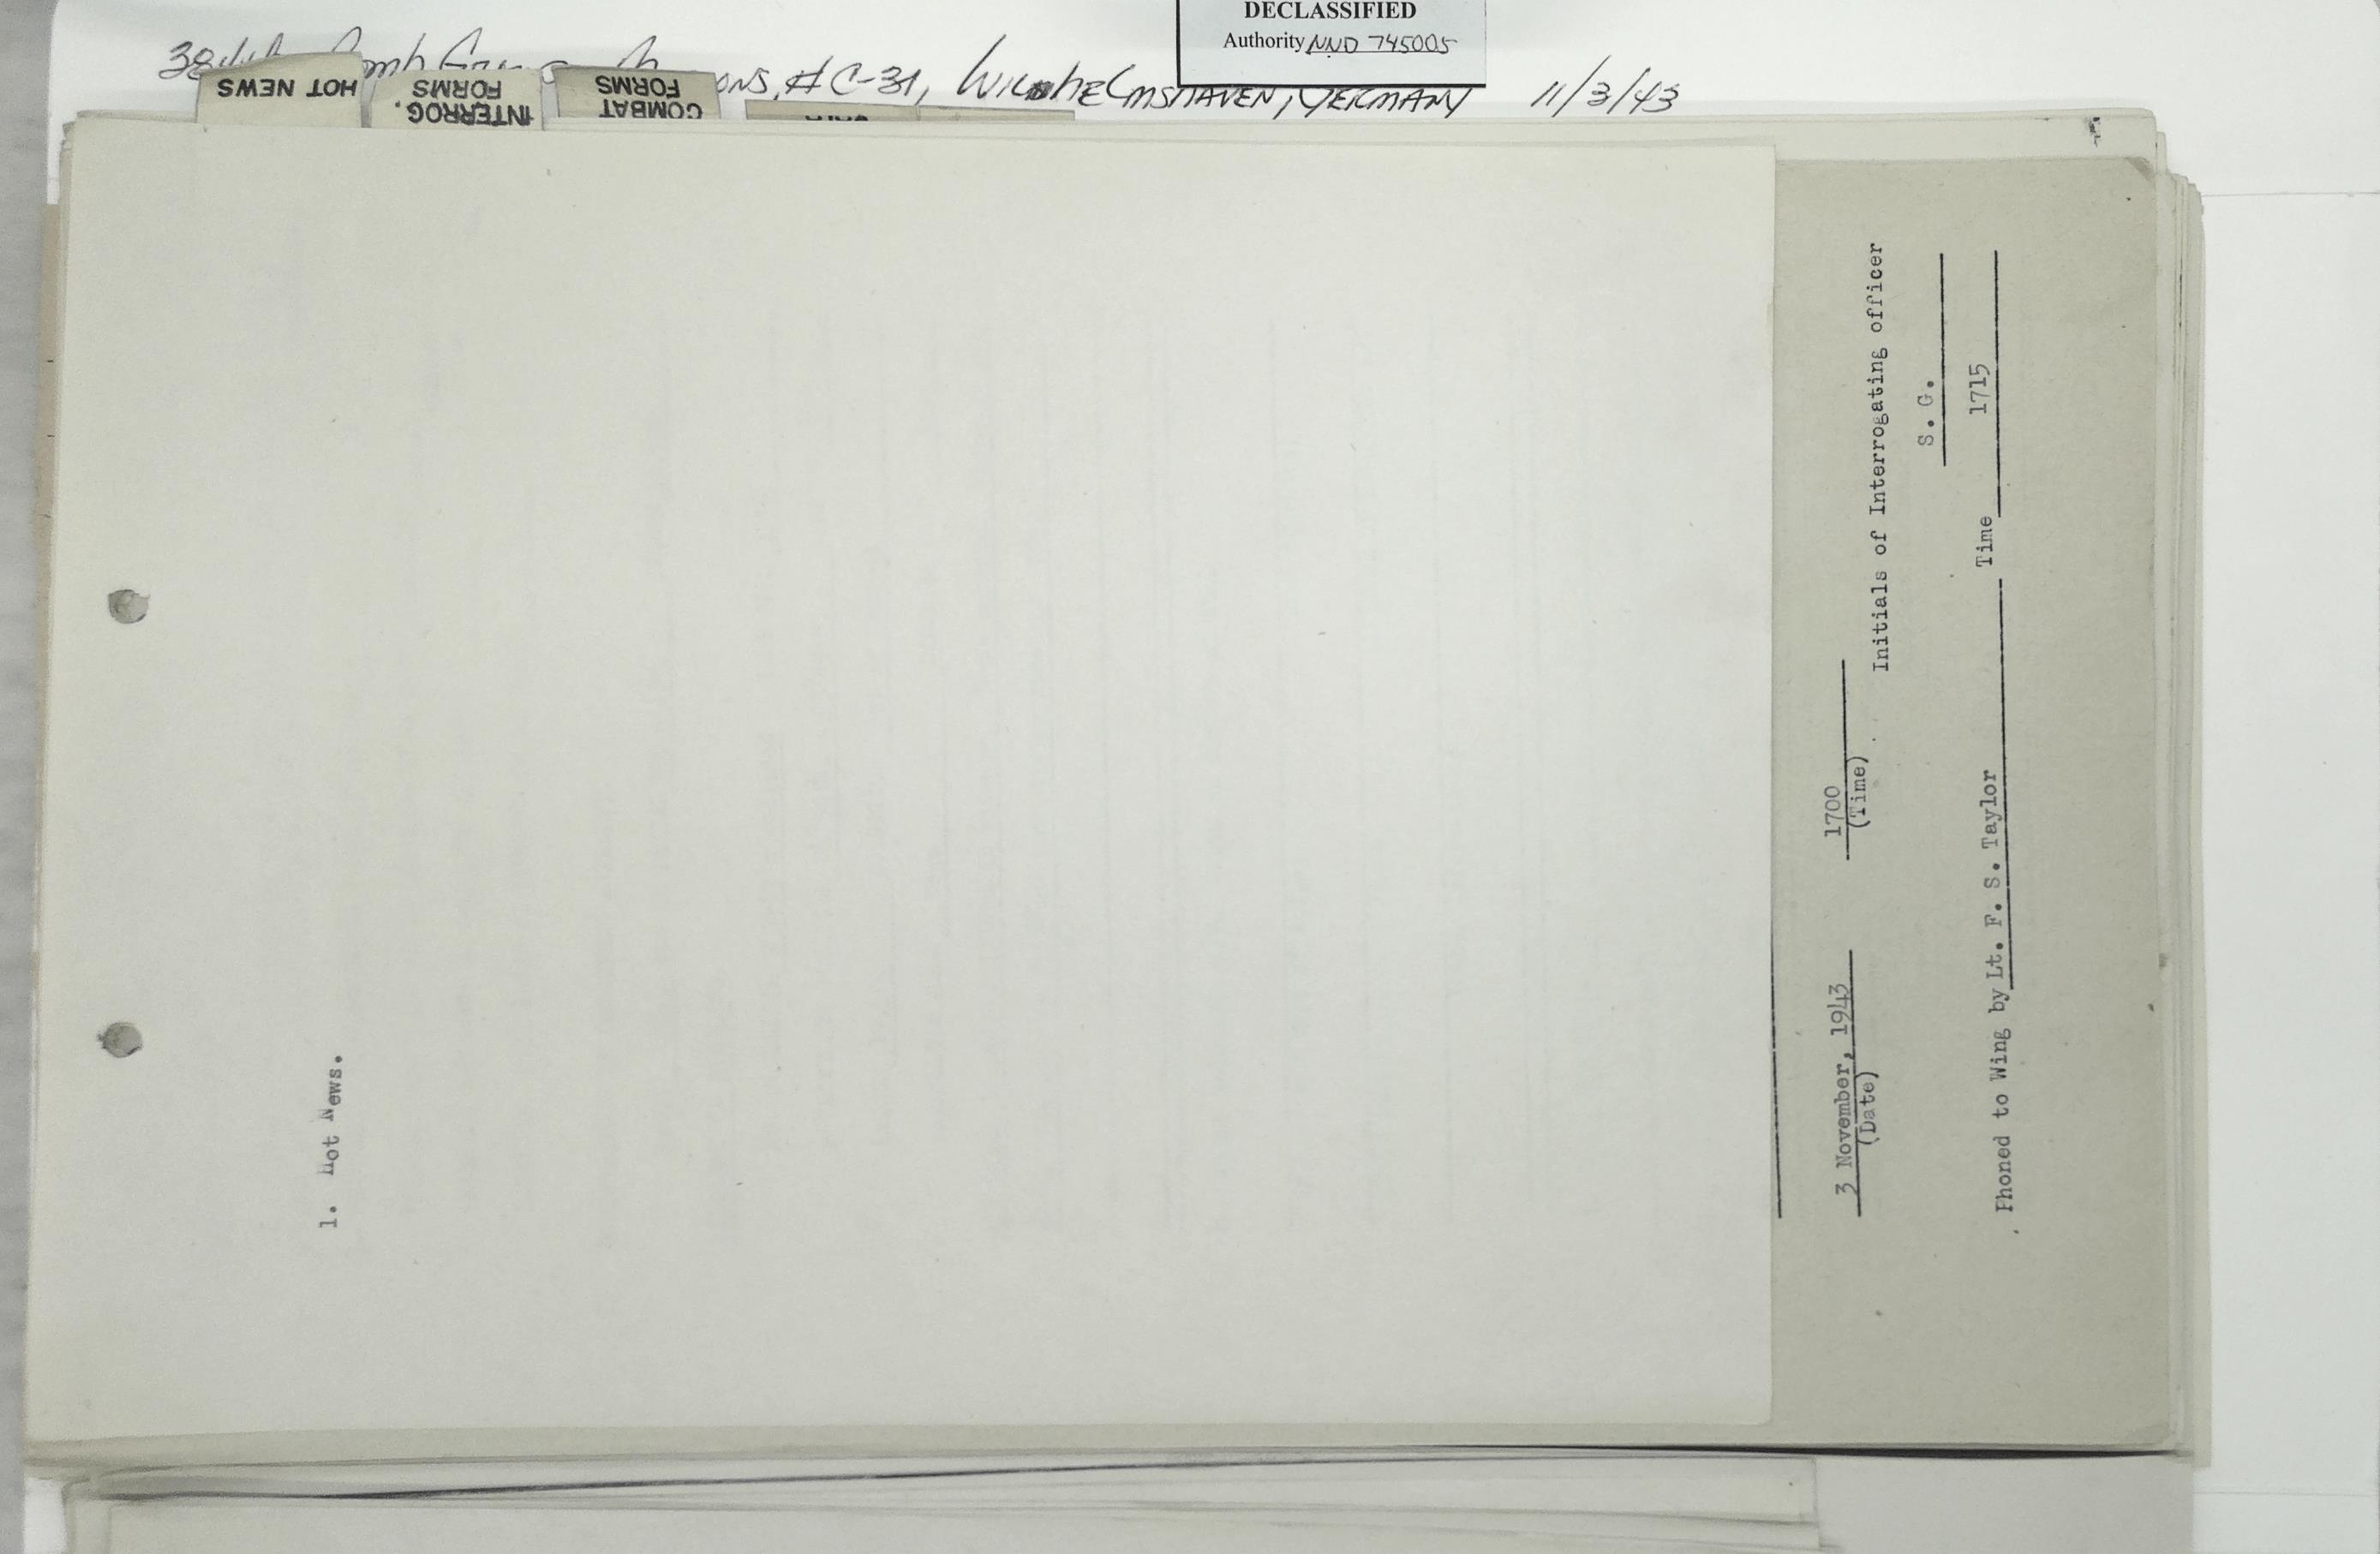 DECLASSIFIED
Authority NND 745005
ONS, # C-31, WILHELMSHAVEN, GERMANY 11/3/43
HOT NEWS
INTERROG.
FORMS
COMBAT
FORMS
1. Hot News.
3 November, 1943 1700
(Date) (Time)
Initials of Interrogating officer
S. G.
Phoned to Wing by Lt. F. S. Taylor Time 1715